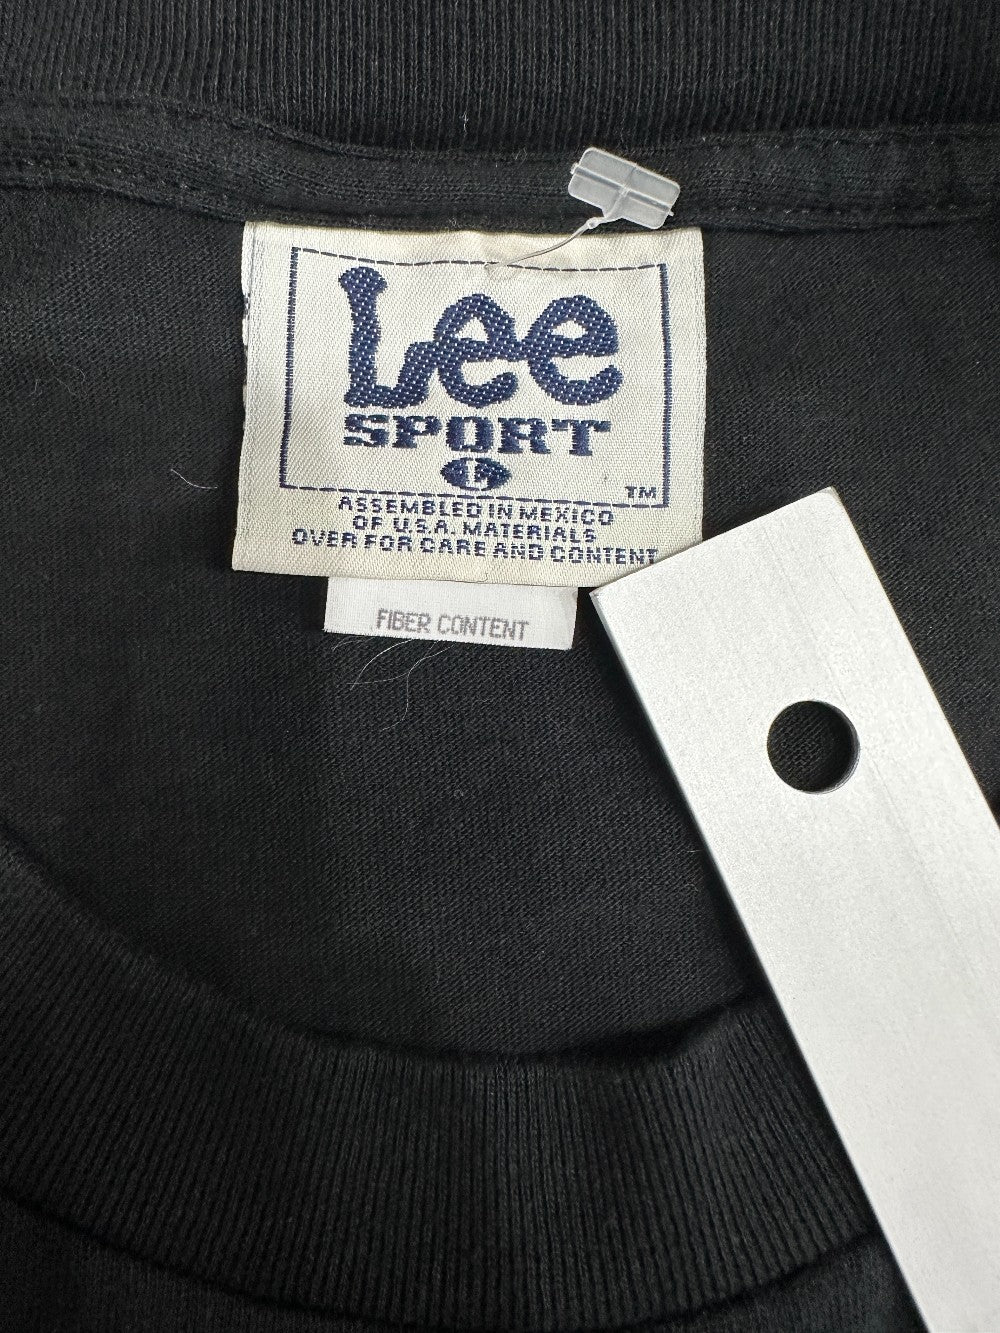 Lee
SPORT
L
TM
ASSEMBLED IN MEXICO
OF U.S.A. MATERIALS
OVER FOR CARE AND CONTENT
FIBER CONTENT